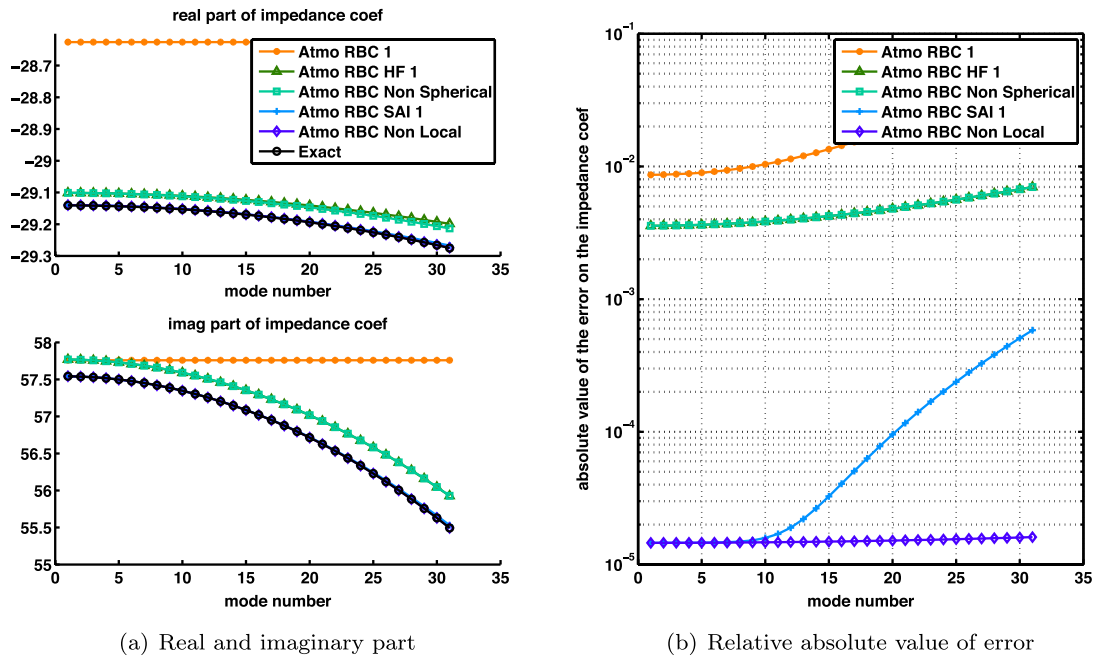 real part of impedance coef
Atmo RBC 1
Atmo RBC HF 1
Atmo RBC Non Spherical
Atmo RBC SAI 1
Atmo RBC Non Local
Exact
−28.7
−28.8
−28.9
−29
−29.1
−29.2
−29.3
0 5 10 15 20 25 30 35
mode number
imag part of impedance coef
58
57.5
57
56.5
56
55.5
55
0 5 10 15 20 25 30 35
mode number
(a) Real and imaginary part
absolute value of the error on the impedance coef
10^-1
10^-2
10^-3
10^-4
10^-5
Atmo RBC 1
Atmo RBC HF 1
Atmo RBC Non Spherical
Atmo RBC SAI 1
Atmo RBC Non Local
0 5 10 15 20 25 30 35
mode number
(b) Relative absolute value of error